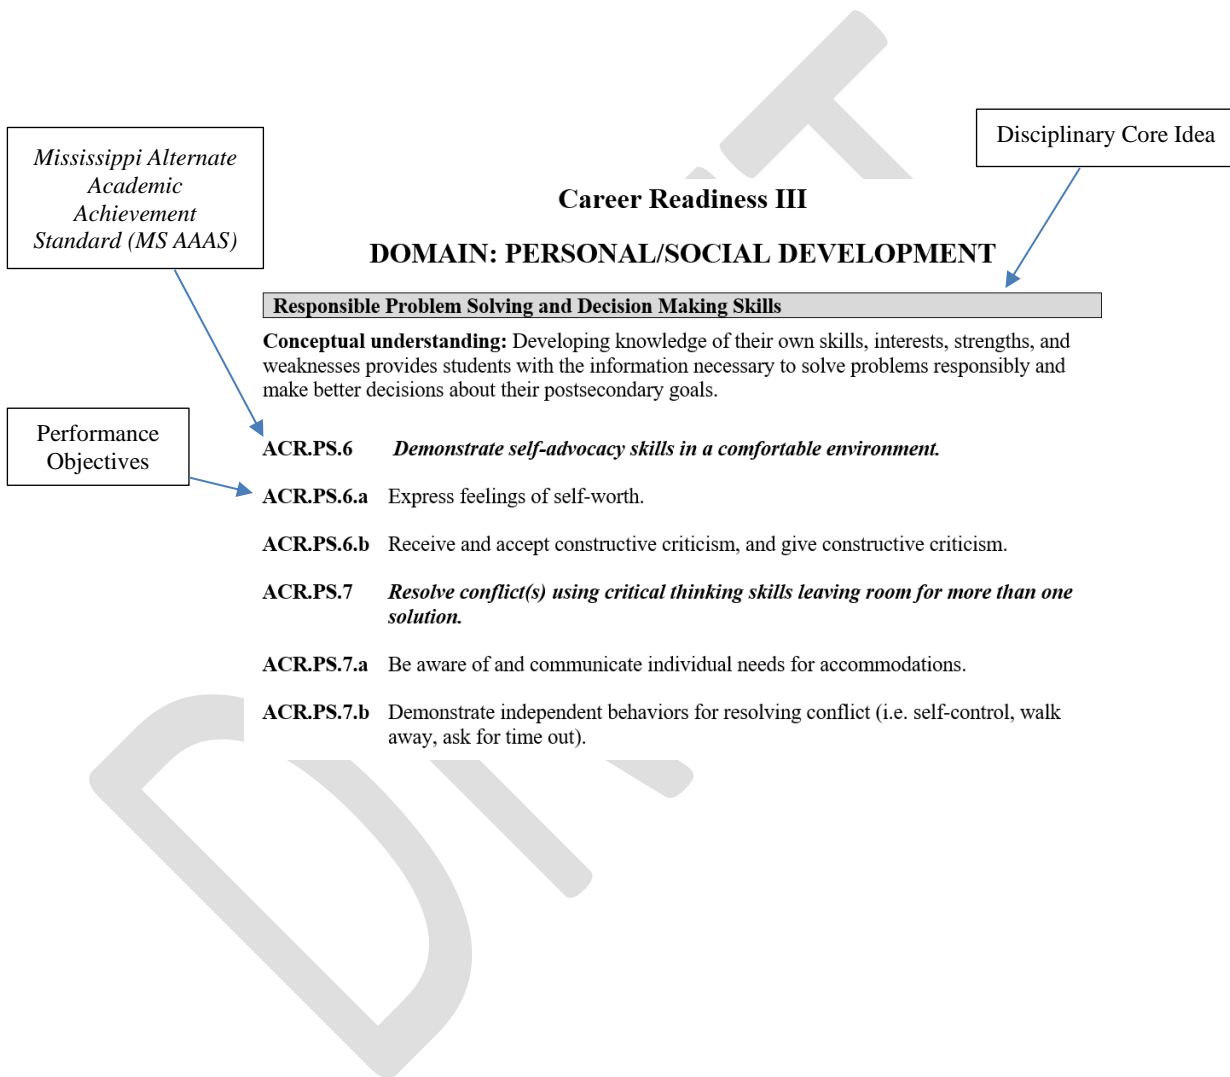 Mississippi Alternate
Academic
Achievement
Standard (MS AAAS)
Disciplinary Core Idea
Career Readiness III
DOMAIN: PERSONAL/SOCIAL DEVELOPMENT
Responsible Problem Solving and Decision Making Skills
Conceptual understanding: Developing knowledge of their own skills, interests, strengths, and
weaknesses provides students with the information necessary to solve problems responsibly and
make better decisions about their postsecondary goals.
Performance
Objectives
ACR.PS.6 Demonstrate self-advocacy skills in a comfortable environment.
ACR.PS.6.a Express feelings of self-worth.
ACR.PS.6.b Receive and accept constructive criticism, and give constructive criticism.
ACR.PS.7 Resolve conflict(s) using critical thinking skills leaving room for more than one
solution.
ACR.PS.7.a Be aware of and communicate individual needs for accommodations.
ACR.PS.7.b Demonstrate independent behaviors for resolving conflict (i.e. self-control, walk
away, ask for time out).